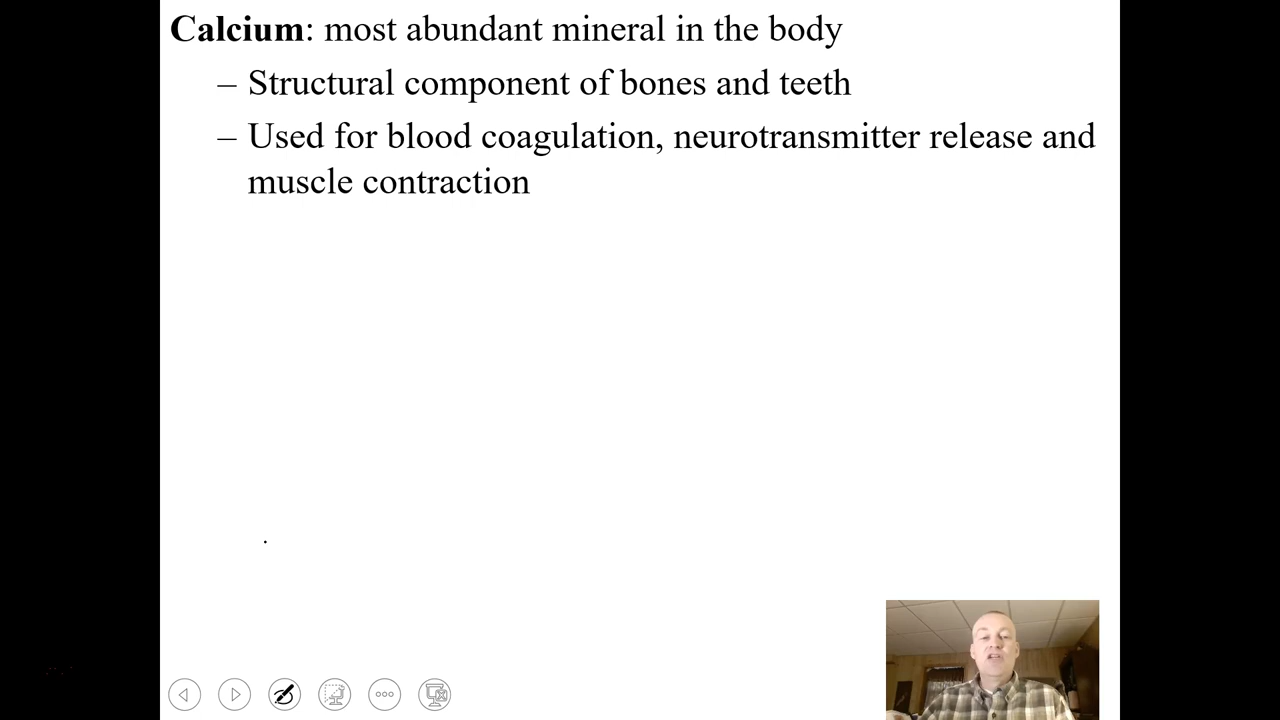 Calcium: most abundant mineral in the body
– Structural component of bones and teeth
– Used for blood coagulation, neurotransmitter release and
muscle contraction